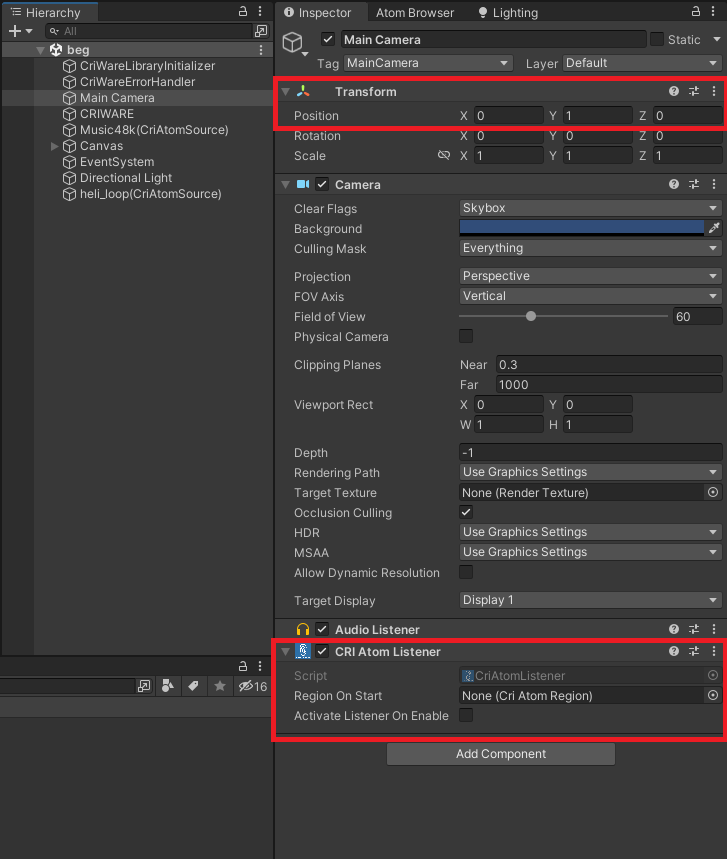 Hierarchy
All
beg
CriWareLibraryInitializer
CriWareErrorHandler
Main Camera
CRIWARE
Music48k(CriAtomSource)
Canvas
EventSystem
Directional Light
heli_loop(CriAtomSource)
16
Inspector Atom Browser Lighting
Main Camera Static
Tag MainCamera Layer Default
Transform
Position X 0 Y 1 Z 0
Rotation X 0 Y 0 Z 0
Scale X 1 Y 1 Z 1
Camera
Clear Flags Skybox
Background
Culling Mask Everything
Projection Perspective
FOV Axis Vertical
Field of View 60
Physical Camera
Clipping Planes Near 0.3
Far 1000
Viewport Rect X 0 Y 0
W 1 H 1
Depth -1
Rendering Path Use Graphics Settings
Target Texture None (Render Texture)
Occlusion Culling
HDR Use Graphics Settings
MSAA Use Graphics Settings
Allow Dynamic Resolution
Target Display Display 1
Audio Listener
CRI Atom Listener
Script CriAtomListener
Region On Start None (Cri Atom Region)
Activate Listener On Enable
Add Component